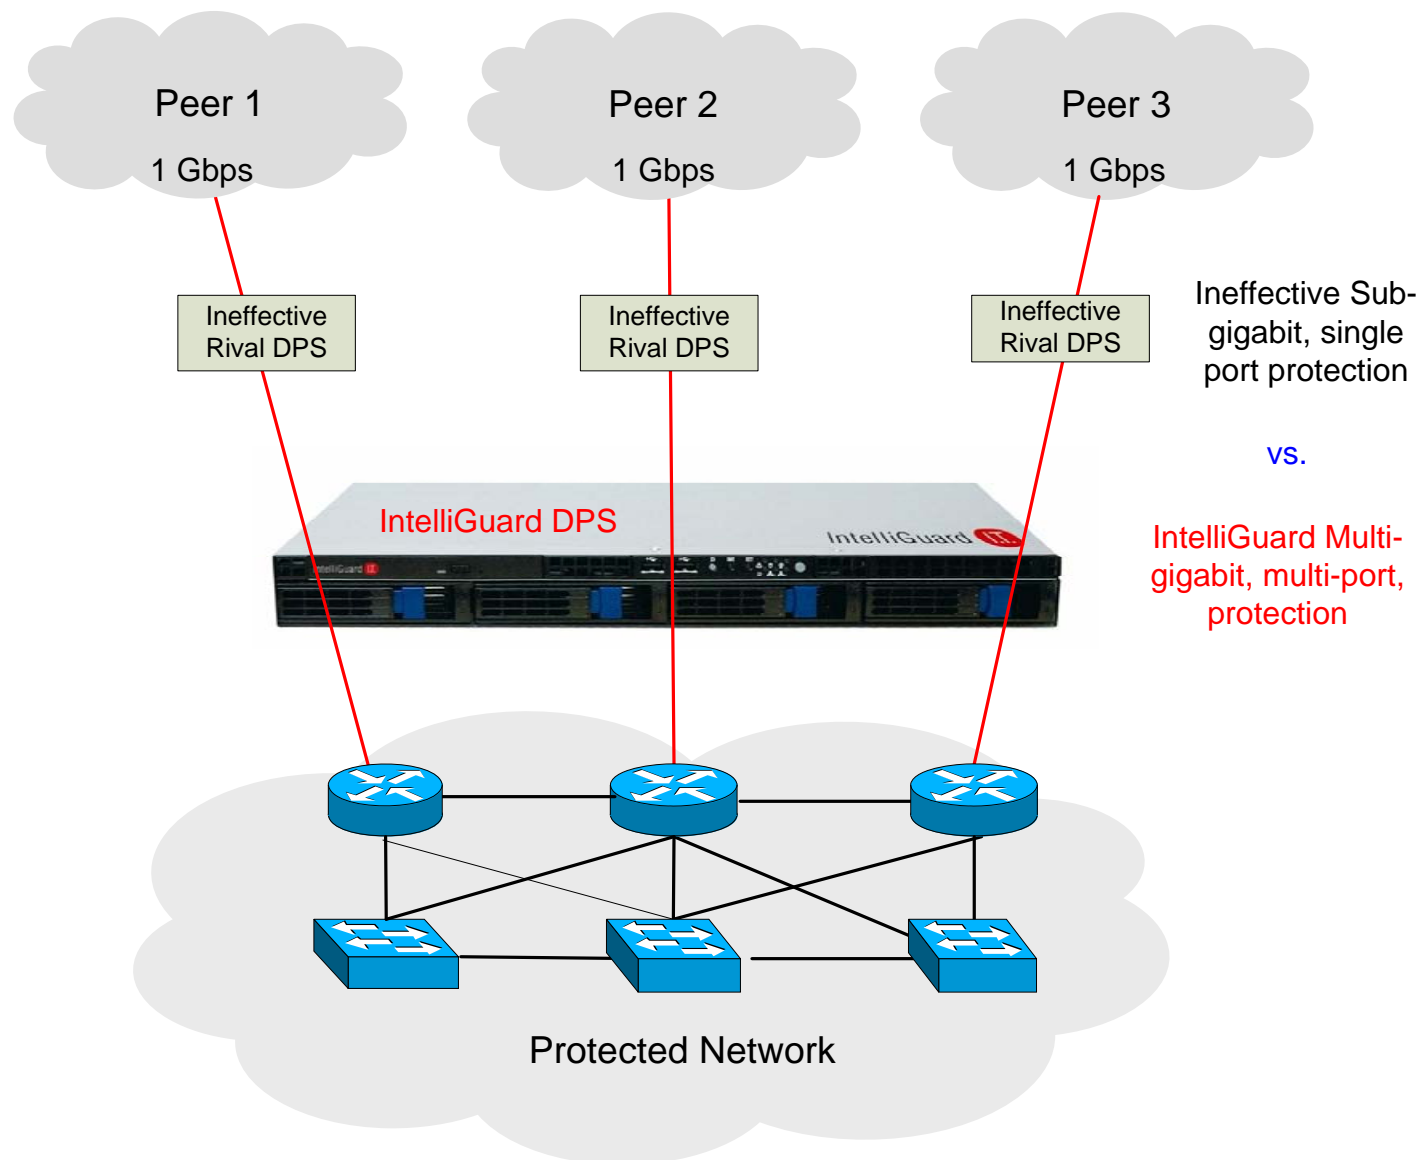 Peer 1
Peer 2
Peer 3
1 Gbps
1 Gbps
1 Gbps
Ineffective
Rival DPS
Ineffective
Rival DPS
Ineffective
Rival DPS
Ineffective Sub-
gigabit, single
port protection
vs.
IntelliGuard DPS
IntelliGuard I.T.
IntelliGuard I.T.
IntelliGuard Multi-
gigabit, multi-port,
protection
Protected Network